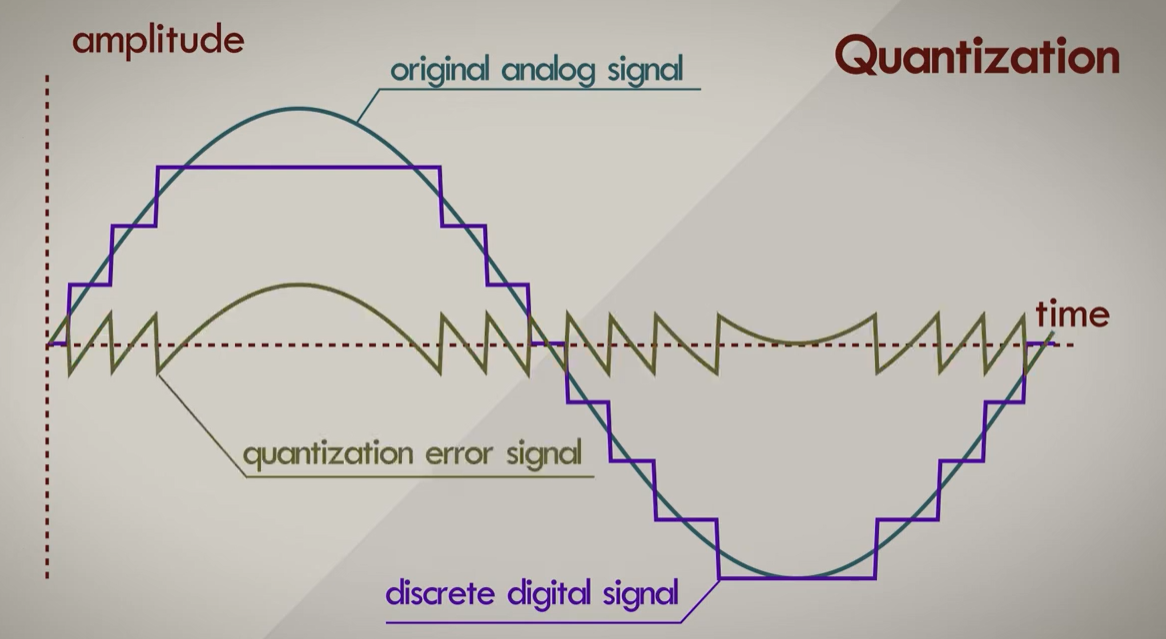 amplitude
Quantization
original analog signal
time
quantization error signal
discrete digital signal